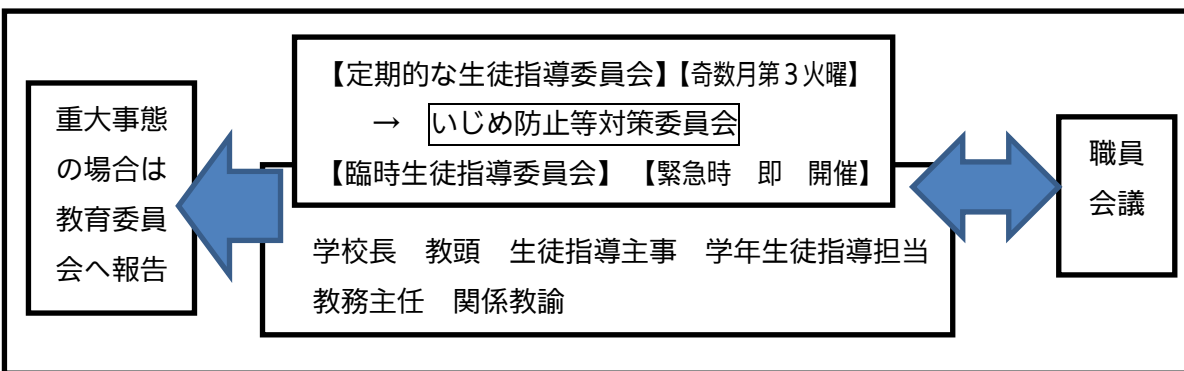 重大事態
の場合は
教育委員
会へ報告
【定期的な生徒指導委員会】【奇数月第3火曜】
→ いじめ防止等対策委員会
【臨時生徒指導委員会】 【緊急時 即 開催】
学校長 教頭 生徒指導主事 学年生徒指導担当
教務主任 関係教諭
職員
会議